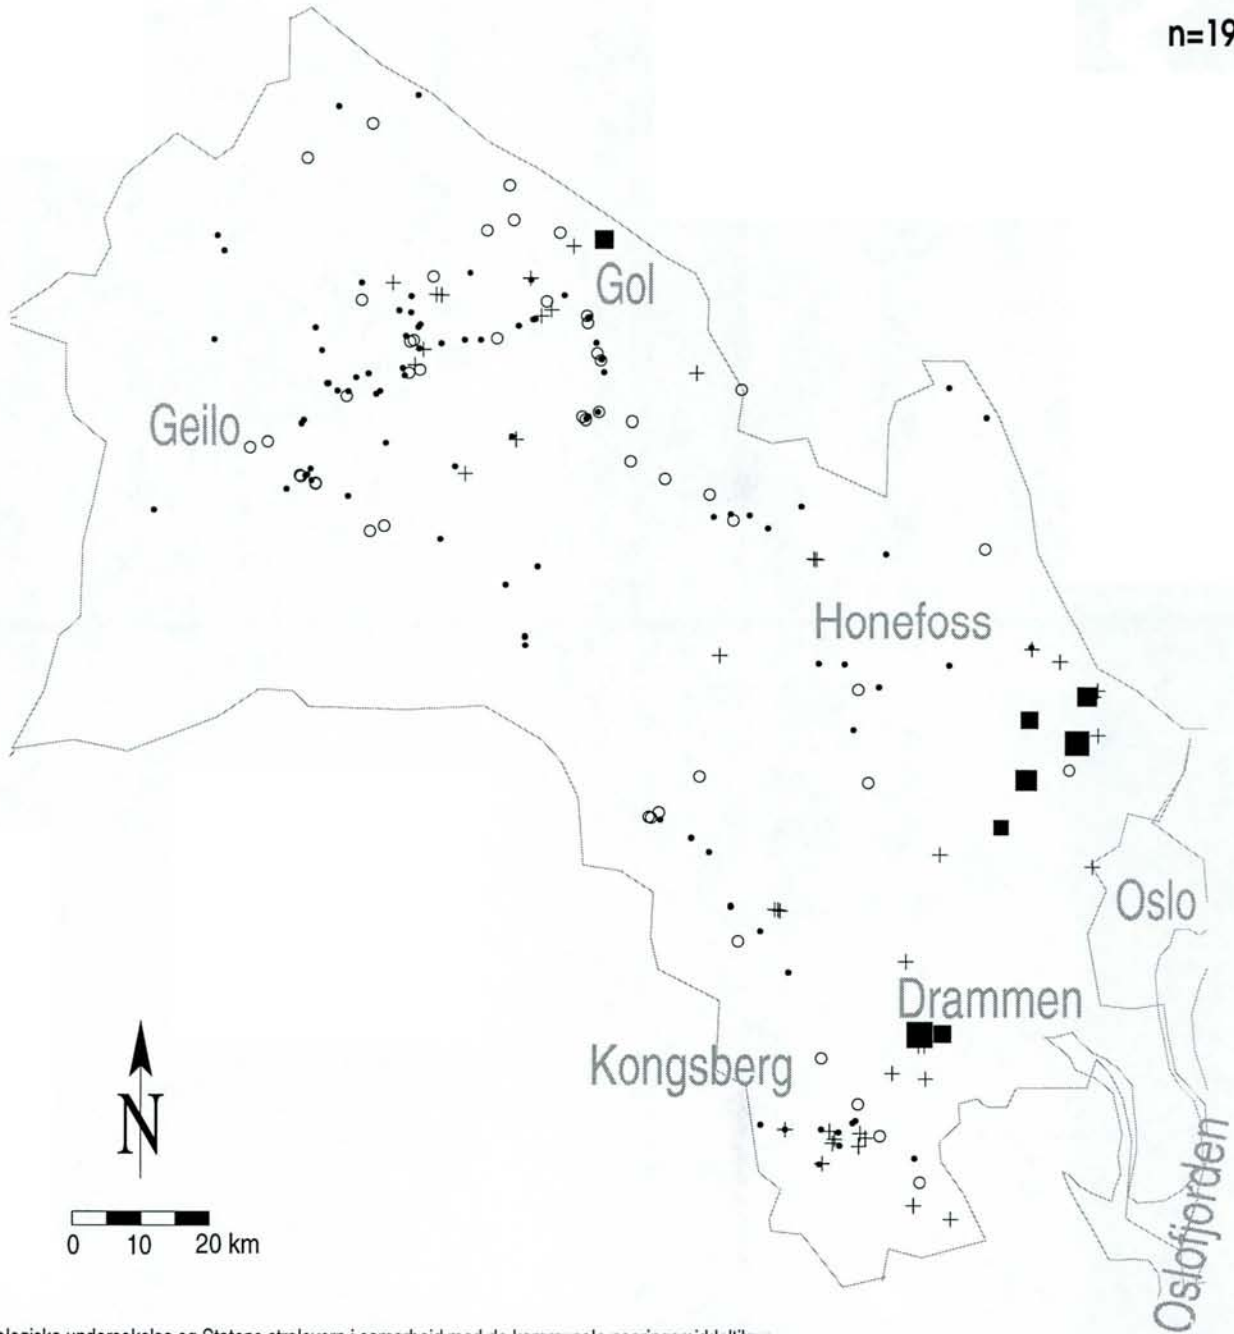 n=19
Gol
Geilo
Honefoss
Oslo
Drammen
Kongsberg
N
Oslofjorden
0 10 20 km